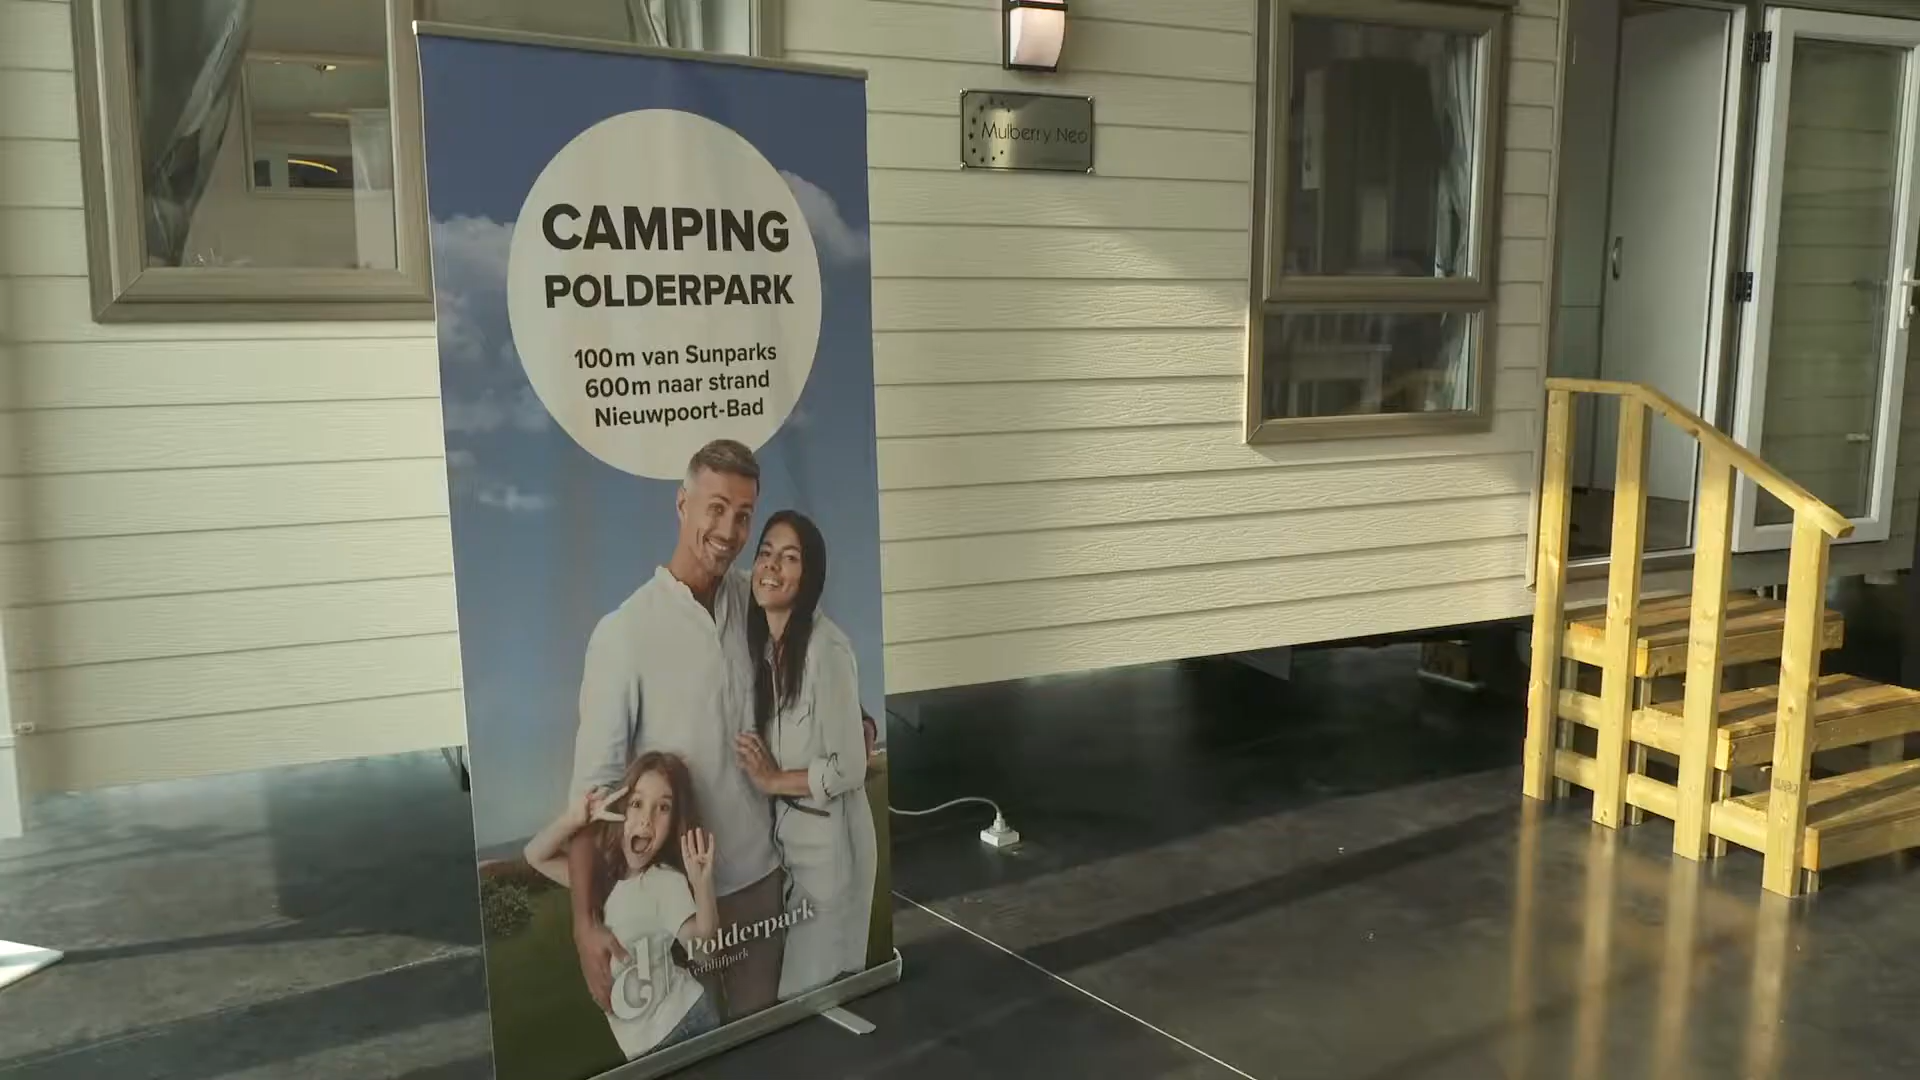 CAMPING
POLDERPARK
100m van Sunparks
600m naar strand
Nieuwpoort-Bad
Polderpark
Verblijfpark
Mulberry Neo